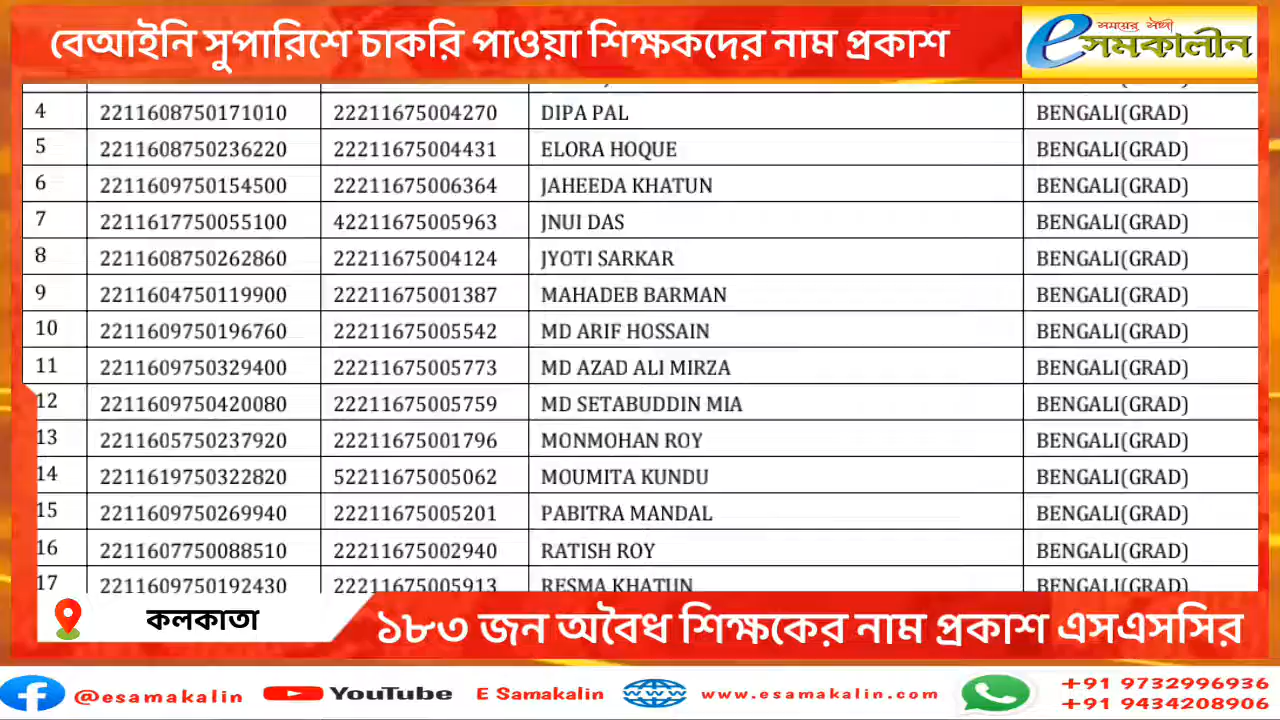 বেআইনি সুপারিশে চাকরি পাওয়া শিক্ষকদের নাম প্রকাশ
সময়ের সঙ্গী
eসমকালীন
4 2211608750171010 22211675004270 DIPA PAL BENGALI(GRAD)
5 2211608750236220 22211675004431 ELORA HOQUE BENGALI(GRAD)
6 2211609750154500 22211675006364 JAHEEDA KHATUN BENGALI(GRAD)
7 2211617750055100 42211675005963 JNUI DAS BENGALI(GRAD)
8 2211608750262860 22211675004124 JYOTI SARKAR BENGALI(GRAD)
9 2211604750119900 22211675001387 MAHADEB BARMAN BENGALI(GRAD)
10 2211609750196760 22211675005542 MD ARIF HOSSAIN BENGALI(GRAD)
11 2211609750329400 22211675005773 MD AZAD ALI MIRZA BENGALI(GRAD)
12 2211609750420080 22211675005759 MD SETABUDDIN MIA BENGALI(GRAD)
13 2211605750237920 22211675001796 MONMOHAN ROY BENGALI(GRAD)
14 2211619750322820 52211675005062 MOUMITA KUNDU BENGALI(GRAD)
15 2211609750269940 22211675005201 PABITRA MANDAL BENGALI(GRAD)
16 2211607750088510 22211675002940 RATISH ROY BENGALI(GRAD)
17 2211609750192430 22211675005913 RESMA KHATUN BENGALI(GRAD)
কলকাতা
১৮৩ জন অবৈধ শিক্ষকের নাম প্রকাশ এসএসসির
@esamakalin YouTube E Samakalin www.esamakalin.com +91 9732996936
+91 9434208906